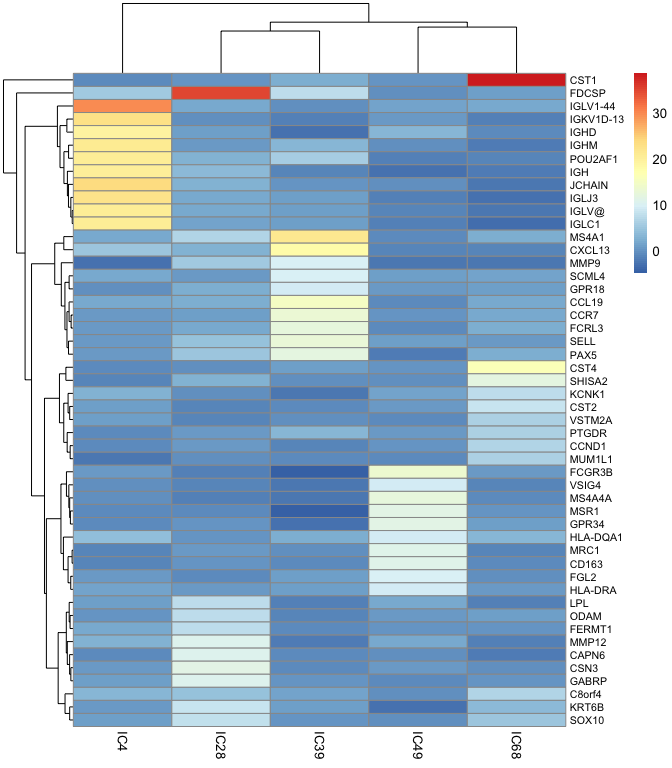 CST1
FDCSP
IGLV1-44
IGKV1D-13
IGHD
IGHM
POU2AF1
IGH
JCHAIN
IGLJ3
IGLV@
IGLC1
MS4A1
CXCL13
MMP9
SCML4
GPR18
CCL19
CCR7
FCRL3
SELL
PAX5
CST4
SHISA2
KCNK1
CST2
VSTM2A
PTGDR
CCND1
MUM1L1
FCGR3B
VSIG4
MS4A4A
MSR1
GPR34
HLA-DQA1
MRC1
CD163
FGL2
HLA-DRA
LPL
ODAM
FERMT1
MMP12
CAPN6
CSN3
GABRP
C8orf4
KRT6B
SOX10
30
20
10
0
IC4
IC28
IC39
IC49
IC68